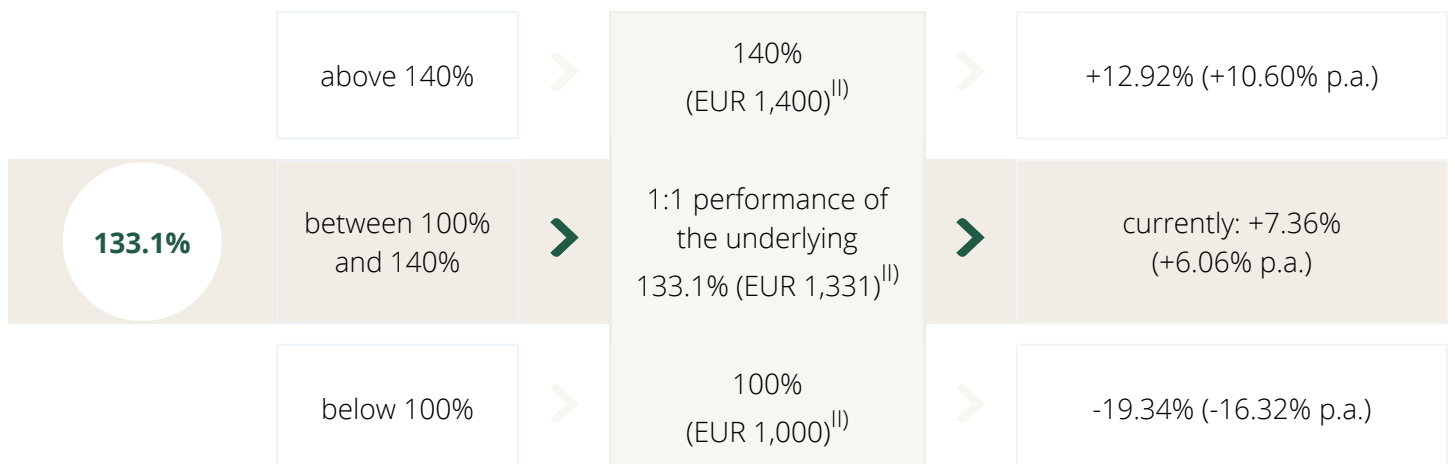 above 140%
140%
(EUR 1,400)II)
+12.92% (+10.60% p.a.)
133.1%
between 100%
and 140%
1:1 performance of
the underlying
133.1% (EUR 1,331)II)
currently: +7.36%
(+6.06% p.a.)
below 100%
100%
(EUR 1,000)II)
-19.34% (-16.32% p.a.)